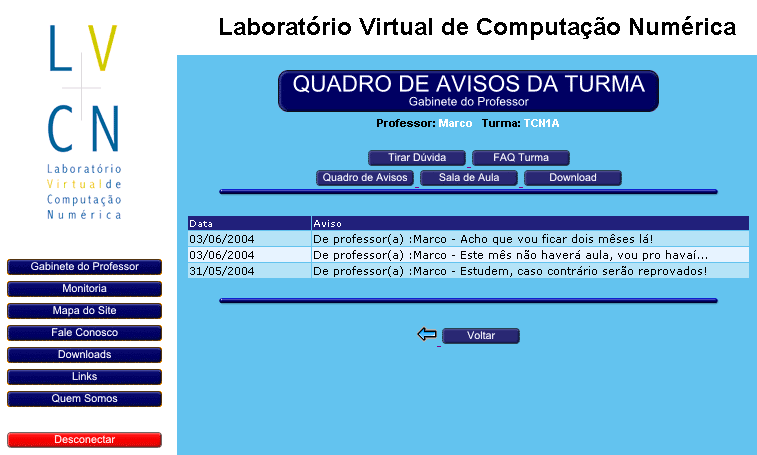 LV
CN
Laboratório
Virtual de
Computação
Numérica
Laboratório Virtual de Computação Numérica
QUADRO DE AVISOS DA TURMA
Gabinete do Professor
Professor: Marco Turma: TCN1A
Tirar Dúvida FAQ Turma
Quadro de Avisos Sala de Aula Download
Data Aviso
03/06/2004 De professor(a) :Marco - Acho que vou ficar dois mêses lá!
03/06/2004 De professor(a) :Marco - Este mês não haverá aula, vou pro havaí...
31/05/2004 De professor(a) :Marco - Estudem, caso contrário serão reprovados!
Voltar
Gabinete do Professor
Monitoria
Mapa do Site
Fale Conosco
Downloads
Links
Quem Somos
Desconectar